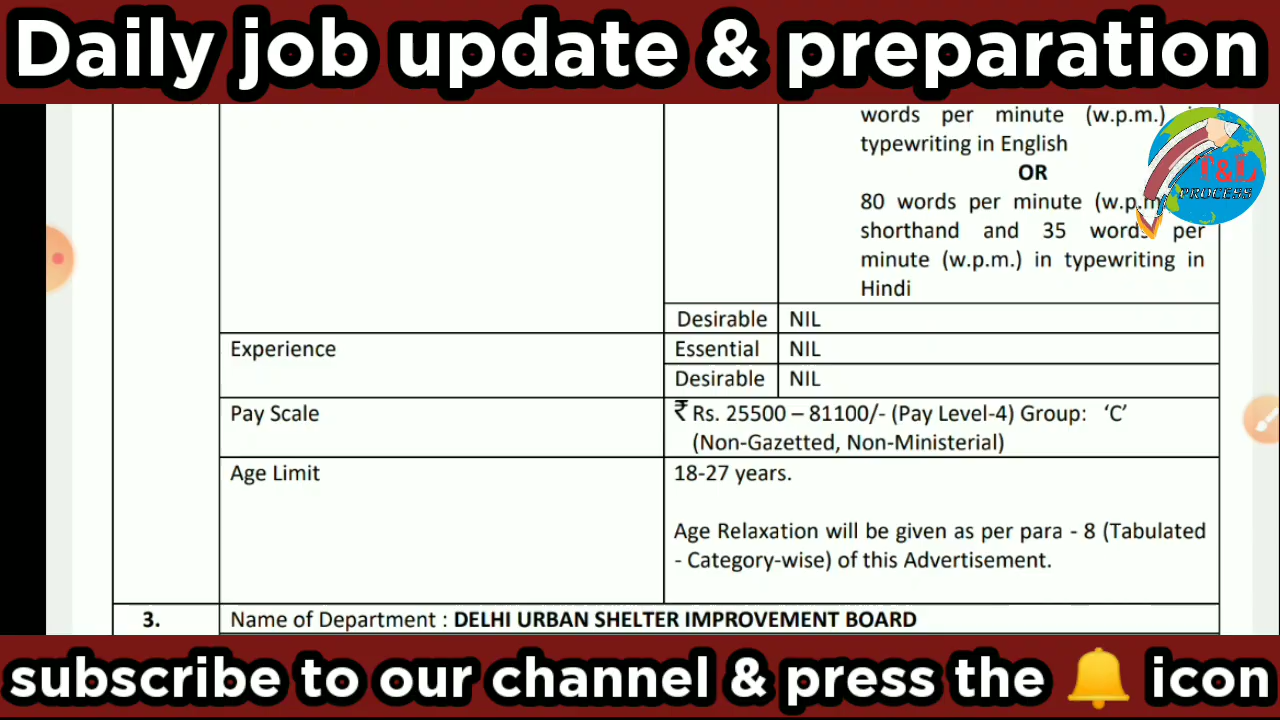 Daily job update & preparation
words per minute (w.p.m.) in
typewriting in English
OR
T&L
PROCESS
80 words per minute (w.p.m.)
shorthand and 35 words per
minute (w.p.m.) in typewriting in
Hindi
Desirable NIL
Experience Essential NIL
Desirable NIL
Pay Scale ₹ Rs. 25500 – 81100/- (Pay Level-4) Group: ‘C’
(Non-Gazetted, Non-Ministerial)
Age Limit 18-27 years.
Age Relaxation will be given as per para - 8 (Tabulated
- Category-wise) of this Advertisement.
3. Name of Department : DELHI URBAN SHELTER IMPROVEMENT BOARD
subscribe to our channel & press the 🔔 icon